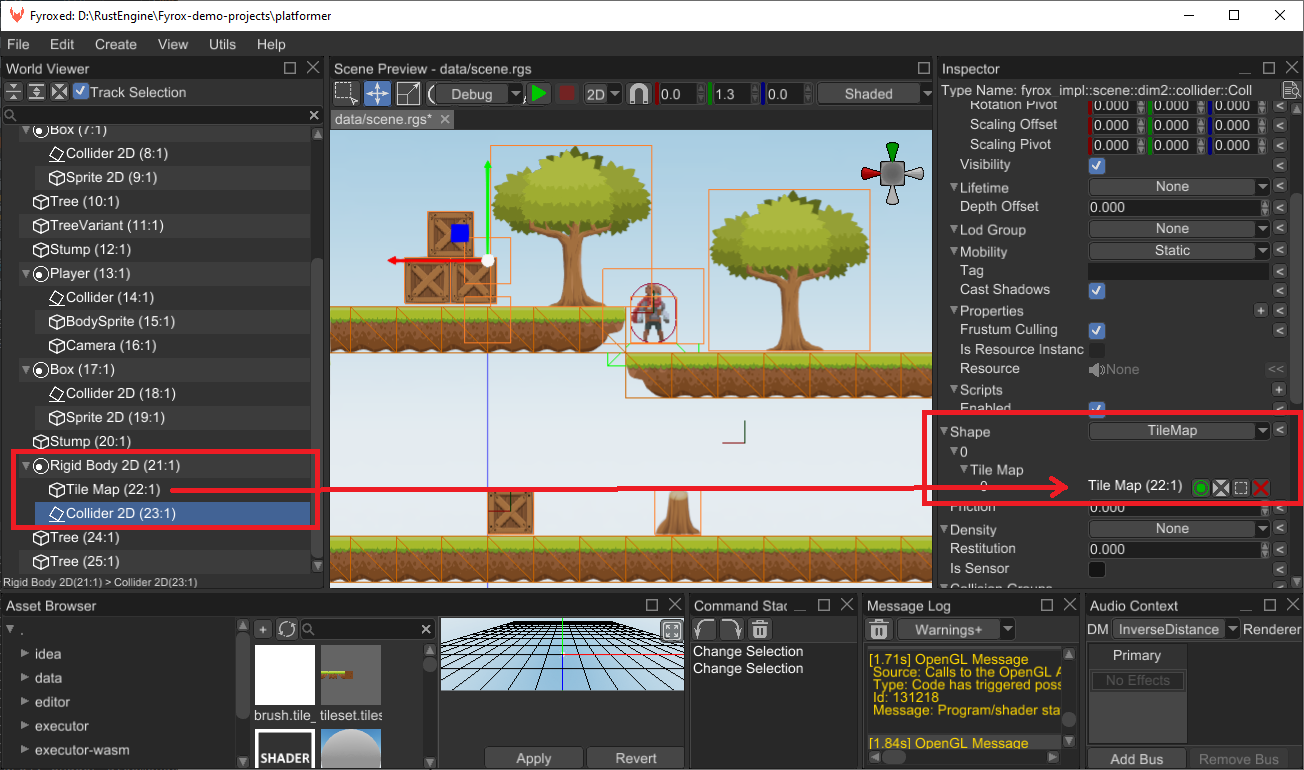 Fyroxed: D:\RustEngine\Fyrox-demo-projects\platformer
File Edit Create View Utils Help
World Viewer
Track Selection
Box (7:1)
Collider 2D (8:1)
Sprite 2D (9:1)
Tree (10:1)
TreeVariant (11:1)
Stump (12:1)
Player (13:1)
Collider (14:1)
BodySprite (15:1)
Camera (16:1)
Box (17:1)
Collider 2D (18:1)
Sprite 2D (19:1)
Stump (20:1)
Rigid Body 2D (21:1)
Tile Map (22:1)
Collider 2D (23:1)
Tree (24:1)
Tree (25:1)
Rigid Body 2D(21:1) > Collider 2D(23:1)
Scene Preview - data/scene.rgs
Debug 2D 0.0 1.3 0.0 Shaded
data/scene.rgs*
Inspector
Type Name: fyrox_impl::scene::dim2::collider::Coll
Rotation Pivot 0.000 0.000 0.000
Scaling Offset 0.000 0.000 0.000
Scaling Pivot 0.000 0.000 0.000
Visibility
Lifetime None
Depth Offset 0.000
Lod Group None
Mobility Static
Tag
Cast Shadows
Properties
Frustum Culling
Is Resource Instanc
Resource None <<
Scripts
Enabled
Shape TileMap
0
Tile Map
0 Tile Map (22:1)
Friction 0.000
Density None
Restitution 0.000
Is Sensor
Collision Groups
Asset Browser
.
idea
data
editor
executor
executor-wasm
brush.tile_ tileset.tiles
SHADER
Apply Revert
Command Stac
Change Selection
Change Selection
Message Log
Warnings+
[1.71s] OpenGL Message
Source: Calls to the OpenGL A
Type: Code has triggered poss
Id: 131218
Message: Program/shader sta
[1.84s] OpenGL Message
Audio Context
DM InverseDistance Renderer
Primary
No Effects
Add Bus Remove Bus